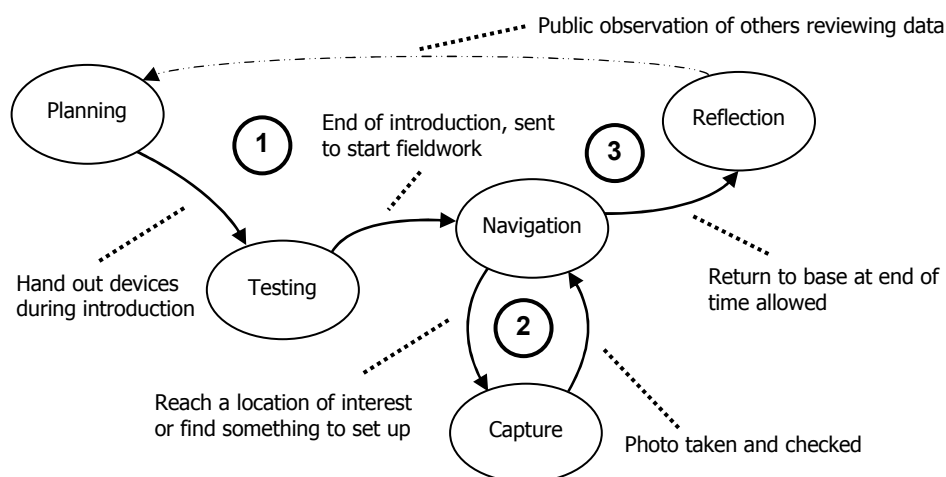 Public observation of others reviewing data
Planning
1
End of introduction, sent
to start fieldwork
3
Reflection
Navigation
Hand out devices
during introduction
Testing
Return to base at end of
time allowed
2
Reach a location of interest
or find something to set up
Capture
Photo taken and checked